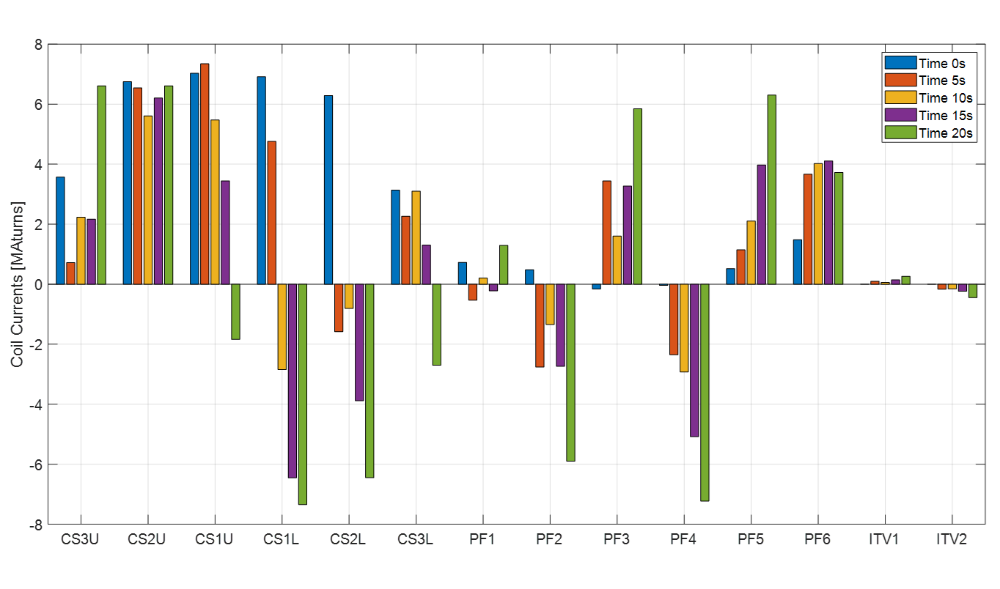 8
6
4
2
0
-2
-4
-6
-8
Coil Currents [MAturns]
Time 0s
Time 5s
Time 10s
Time 15s
Time 20s
CS3U CS2U CS1U CS1L CS2L CS3L PF1 PF2 PF3 PF4 PF5 PF6 ITV1 ITV2